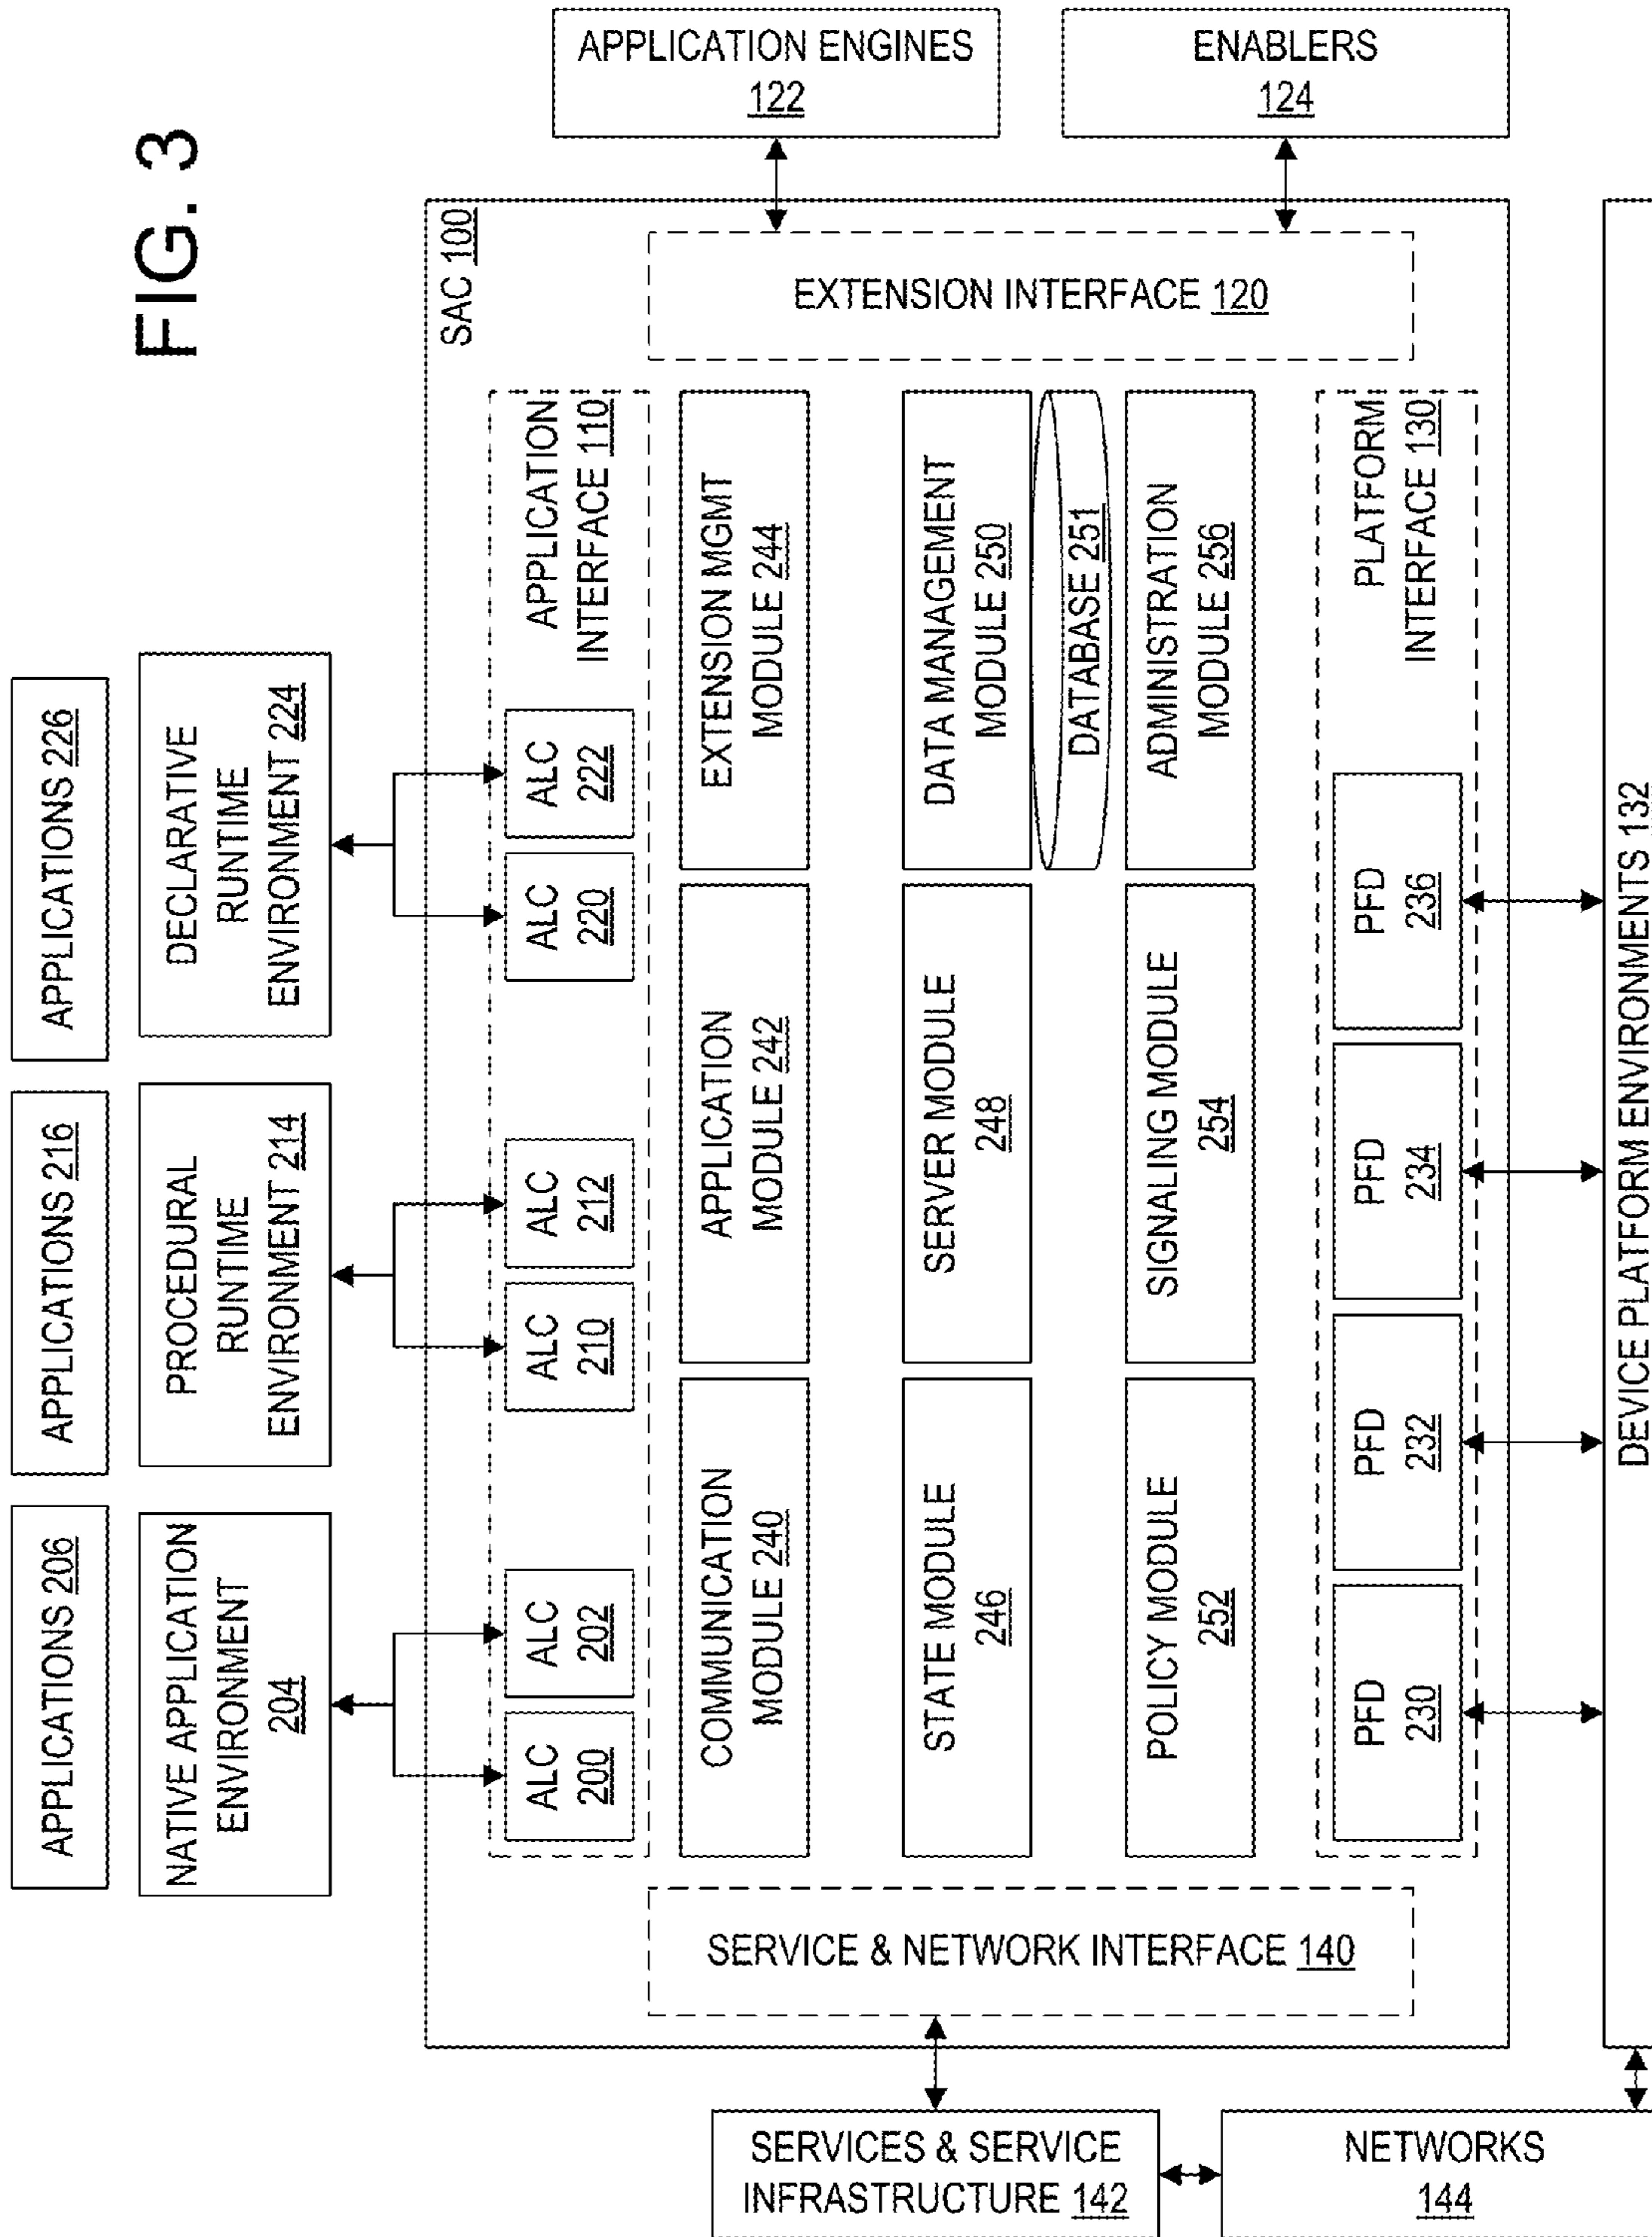 FIG. 3
APPLICATIONS 206
APPLICATIONS 216
APPLICATIONS 226
NATIVE APPLICATION
ENVIRONMENT
204
PROCEDURAL
RUNTIME
ENVIRONMENT 214
DECLARATIVE
RUNTIME
ENVIRONMENT 224
SAC 100
ALC
200
ALC
202
ALC
210
ALC
212
ALC
220
ALC
222
APPLICATION
INTERFACE 110
COMMUNICATION
MODULE 240
APPLICATION
MODULE 242
EXTENSION MGMT
MODULE 244
STATE MODULE
246
SERVER MODULE
248
DATA MANAGEMENT
MODULE 250
DATABASE 251
POLICY MODULE
252
SIGNALING MODULE
254
ADMINISTRATION
MODULE 256
PFD
230
PFD
232
PFD
234
PFD
236
PLATFORM
INTERFACE 130
SERVICE & NETWORK INTERFACE 140
EXTENSION INTERFACE 120
APPLICATION ENGINES
122
ENABLERS
124
SERVICES & SERVICE
INFRASTRUCTURE 142
NETWORKS
144
DEVICE PLATFORM ENVIRONMENTS 132